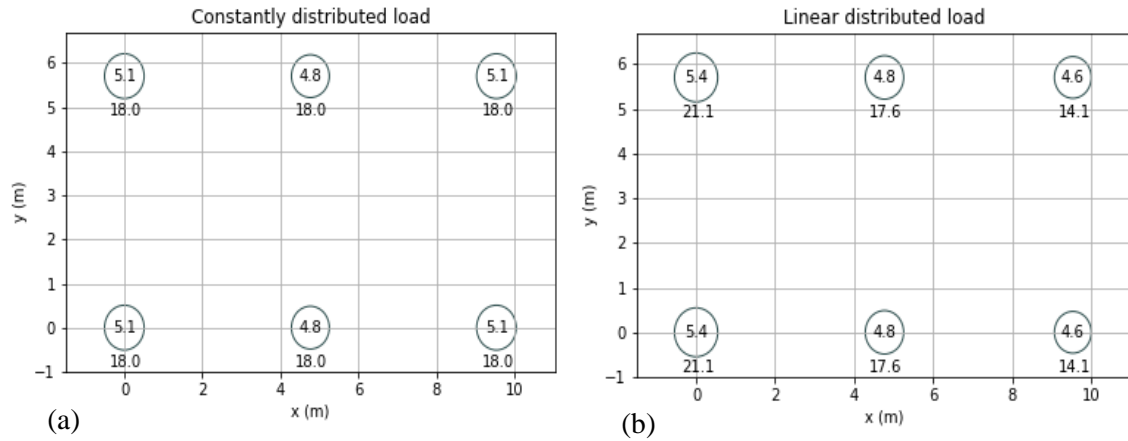 Constantly distributed load
6
5
4
3
2
1
0
−1
y (m)
5.1 4.8 5.1
18.0 18.0 18.0
5.1 4.8 5.1
18.0 18.0 18.0
0 2 4 6 8 10
x (m)
(a)
Linear distributed load
6
5
4
3
2
1
0
−1
y (m)
5.4 4.8 4.6
21.1 17.6 14.1
5.4 4.8 4.6
21.1 17.6 14.1
0 2 4 6 8 10
x (m)
(b)